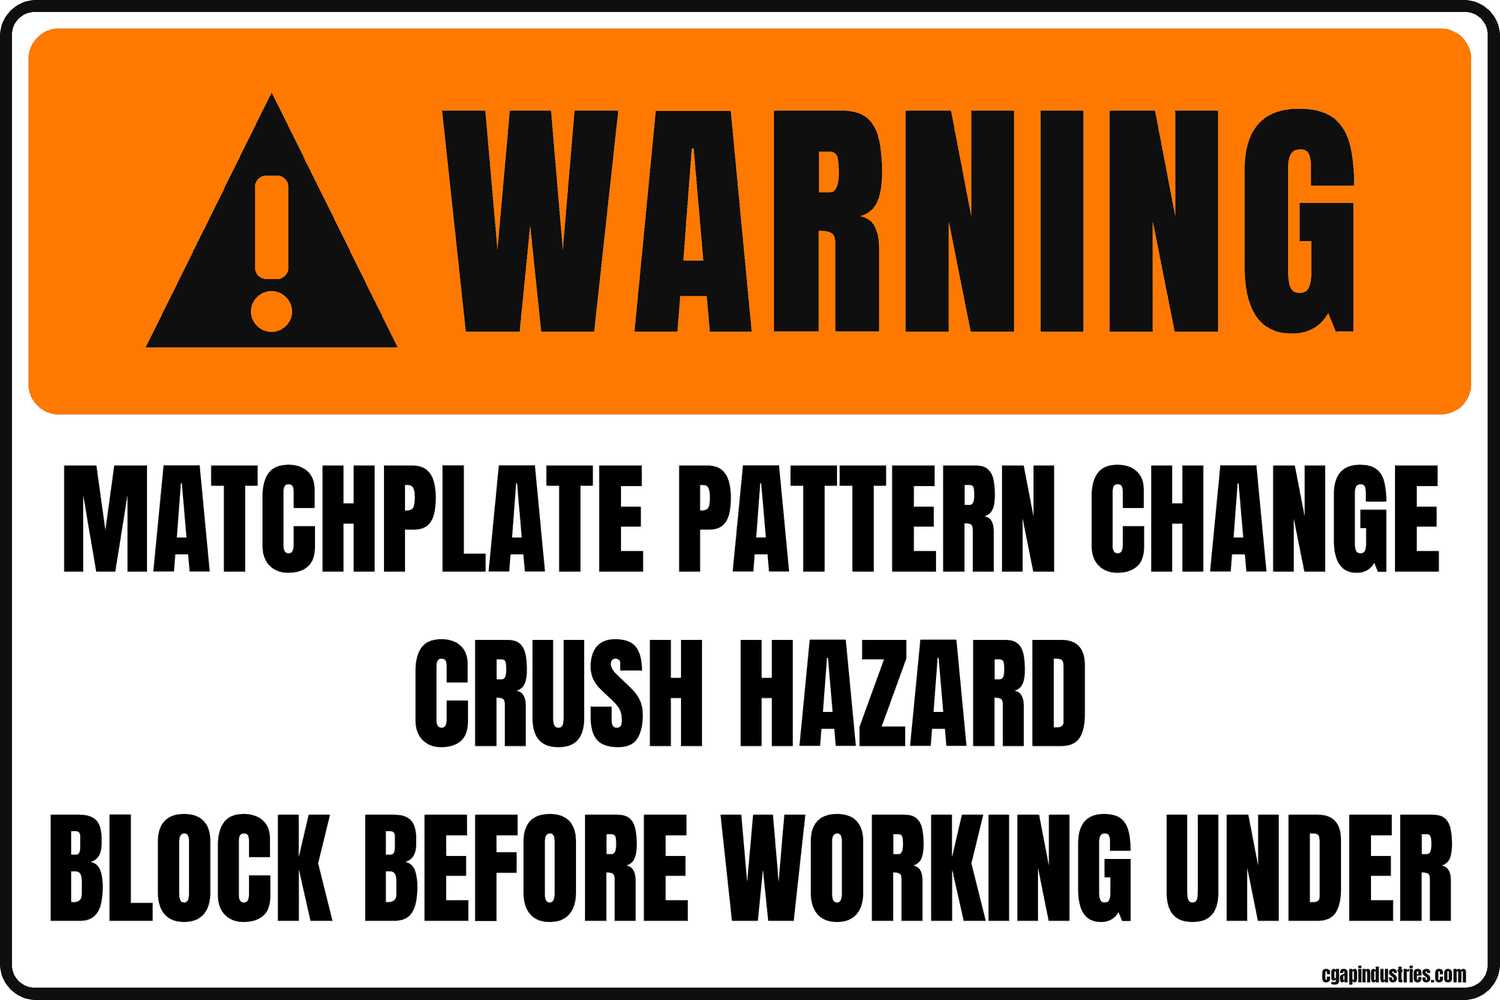 WARNING
MATCHPLATE PATTERN CHANGE
CRUSH HAZARD
BLOCK BEFORE WORKING UNDER
cgapindustries.com